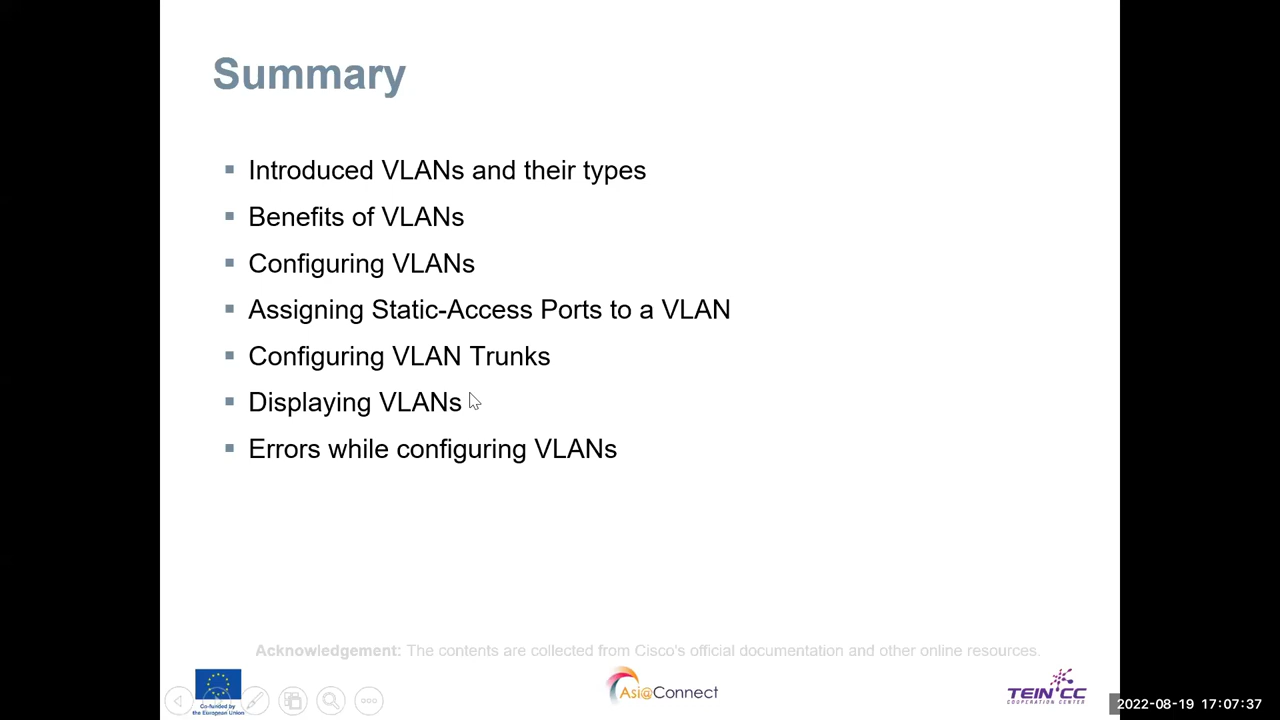 Summary
Introduced VLANs and their types
Benefits of VLANs
Configuring VLANs
Assigning Static-Access Ports to a VLAN
Configuring VLAN Trunks
Displaying VLANs
Errors while configuring VLANs
Acknowledgement: The contents are collected from Cisco's official documentation and other online resources.
Co-funded by
the European Union
Asi@Connect
TEIN*CC
COOPERATION CENTER
2022-08-19 17:07:37